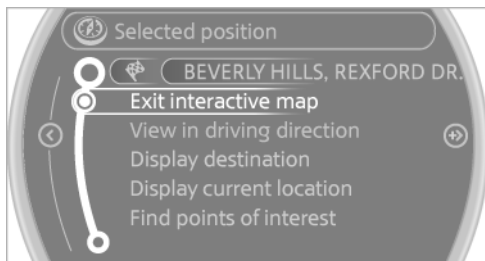 Selected position
BEVERLY HILLS, REXFORD DR.
Exit interactive map
View in driving direction
Display destination
Display current location
Find points of interest